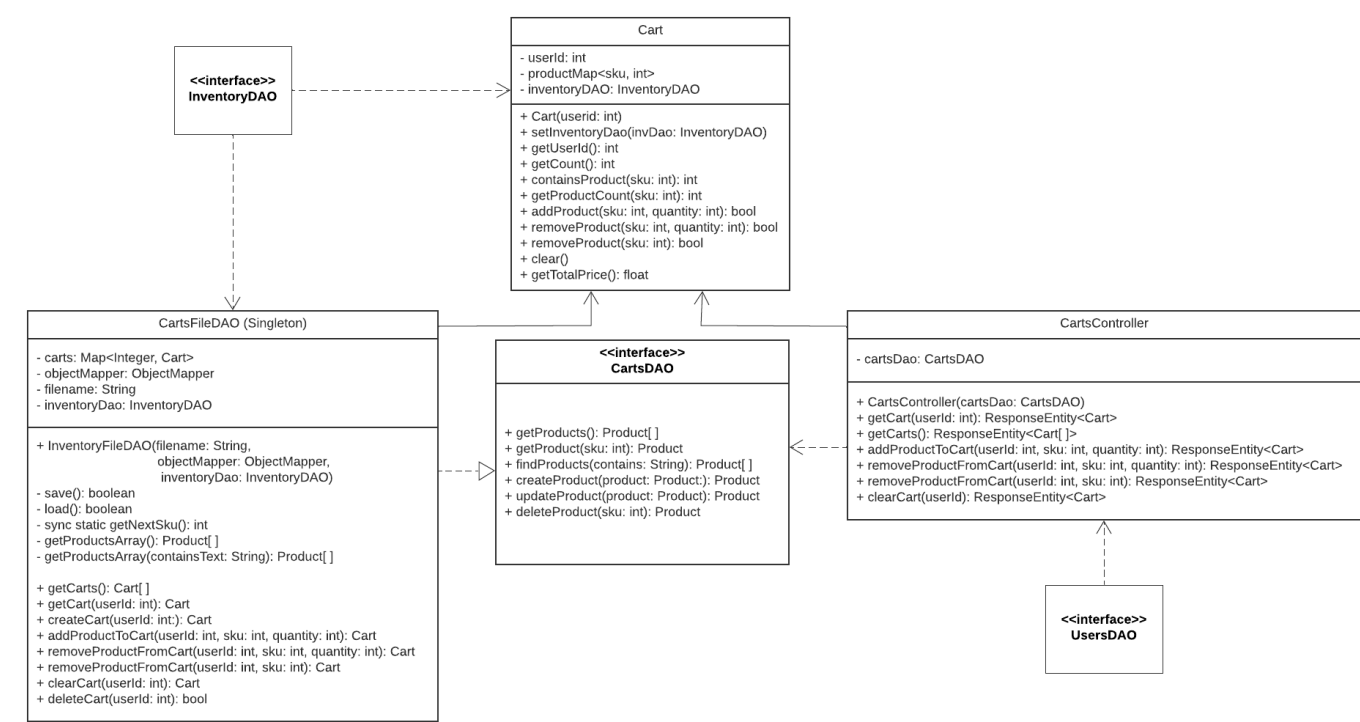 Cart
- userId: int
- productMap<sku, int>
- inventoryDAO: InventoryDAO
+ Cart(userid: int)
+ setInventoryDao(invDao: InventoryDAO)
+ getUserId(): int
+ getCount(): int
+ containsProduct(sku: int): int
+ getProductCount(sku: int): int
+ addProduct(sku: int, quantity: int): bool
+ removeProduct(sku: int, quantity: int): bool
+ removeProduct(sku: int): bool
+ clear()
+ getTotalPrice(): float
<<interface>>
InventoryDAO
CartsFileDAO (Singleton)
- carts: Map<Integer, Cart>
- objectMapper: ObjectMapper
- filename: String
- inventoryDao: InventoryDAO
+ InventoryFileDAO(filename: String,
objectMapper: ObjectMapper,
inventoryDao: InventoryDAO)
- save(): boolean
- load(): boolean
- sync static getNextSku(): int
- getProductsArray(): Product[ ]
- getProductsArray(containsText: String): Product[ ]
+ getCarts(): Cart[ ]
+ getCart(userId: int): Cart
+ createCart(userId: int:): Cart
+ addProductToCart(userId: int, sku: int, quantity: int): Cart
+ removeProductFromCart(userId: int, sku: int, quantity: int): Cart
+ removeProductFromCart(userId: int, sku: int): Cart
+ clearCart(userId: int): Cart
+ deleteCart(userId: int): bool
<<interface>>
CartsDAO
+ getProducts(): Product[ ]
+ getProduct(sku: int): Product
+ findProducts(contains: String): Product[ ]
+ createProduct(product: Product:): Product
+ updateProduct(product: Product): Product
+ deleteProduct(sku: int): Product
CartsController
- cartsDao: CartsDAO
+ CartsController(cartsDao: CartsDAO)
+ getCart(userId: int): ResponseEntity<Cart>
+ getCarts(): ResponseEntity<Cart[ ]>
+ addProductToCart(userId: int, sku: int, quantity: int): ResponseEntity<Cart>
+ removeProductFromCart(userId: int, sku: int, quantity: int): ResponseEntity<Cart>
+ removeProductFromCart(userId: int, sku: int): ResponseEntity<Cart>
+ clearCart(userId): ResponseEntity<Cart>
<<interface>>
UsersDAO